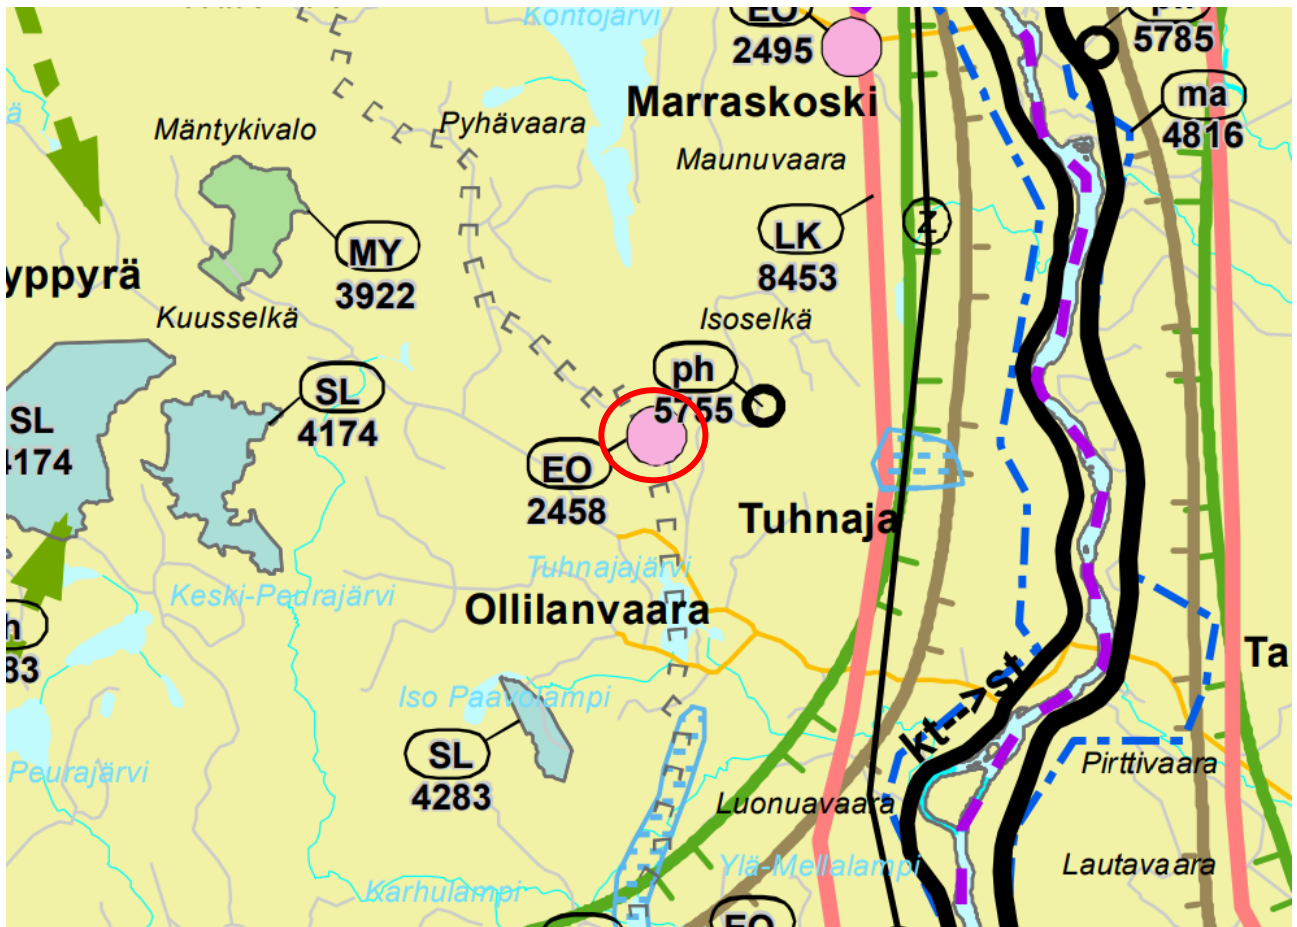 Kontojärvi
EO
2495
5785
Marraskoski
ma
4816
Mäntykivalo
Pyhävaara
Maunuvaara
MY
3922
LK
8453
Z
yppyrä
Kuusselkä
Isoselkä
ph
5755
SL
4174
SL
4174
EO
2458
Tuhnaja
Tuhnajajärvi
Keski-Pedrajärvi
Ollilanvaara
h
83
Ta
kt-->st
Iso Paavolampi
SL
4283
Peurajärvi
Pirttivaara
Luonuavaara
Ylä-Mellalampi
Lautavaara
Karhulampi
EO